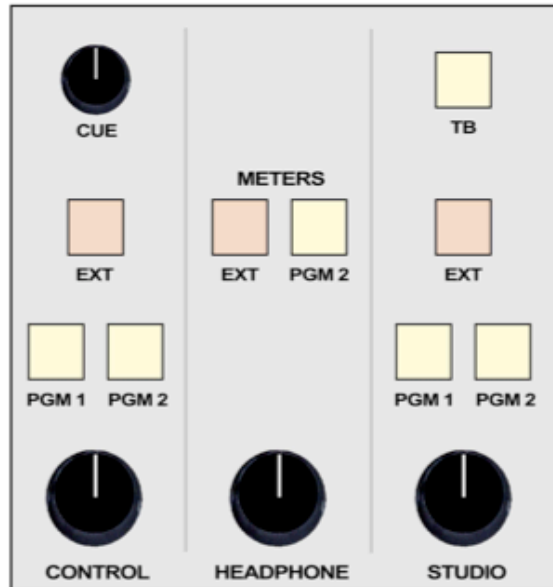 CUE
TB
METERS
EXT
EXT PGM 2
EXT
PGM 1 PGM 2
PGM 1 PGM 2
CONTROL
HEADPHONE
STUDIO